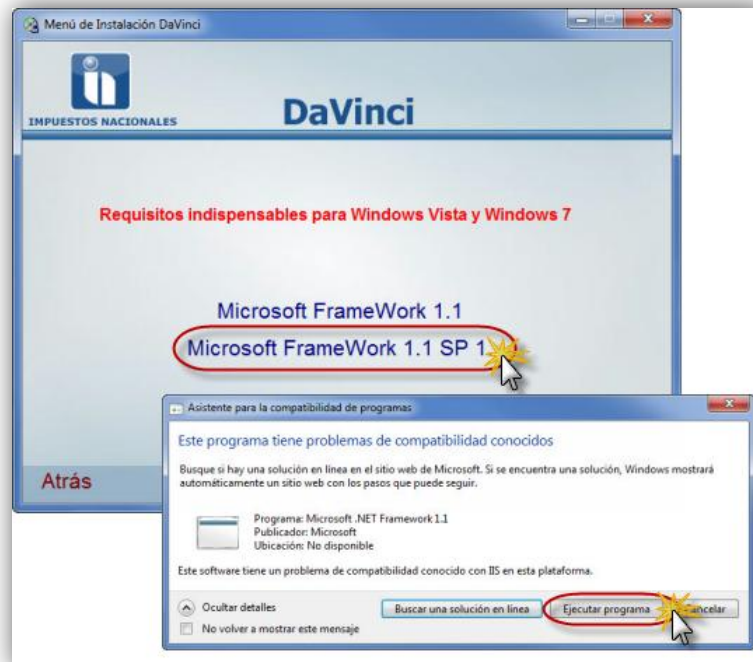 Menú de Instalación DaVinci
IMPUESTOS NACIONALES
DaVinci
Requisitos indispensables para Windows Vista y Windows 7
Microsoft FrameWork 1.1
Microsoft FrameWork 1.1 SP 1
Atrás
Asistente para la compatibilidad de programas
Este programa tiene problemas de compatibilidad conocidos
Busque si hay una solución en línea en el sitio web de Microsoft. Si se encuentra una solución, Windows mostrará
automáticamente un sitio web con los pasos que puede seguir.
Programa: Microsoft .NET Framework 1.1
Publicador: Microsoft
Ubicación: No disponible
Este software tiene un problema de compatibilidad conocido con IIS en esta plataforma.
Ocultar detalles
Buscar una solución en línea
Ejecutar programa
Cancelar
No volver a mostrar este mensaje